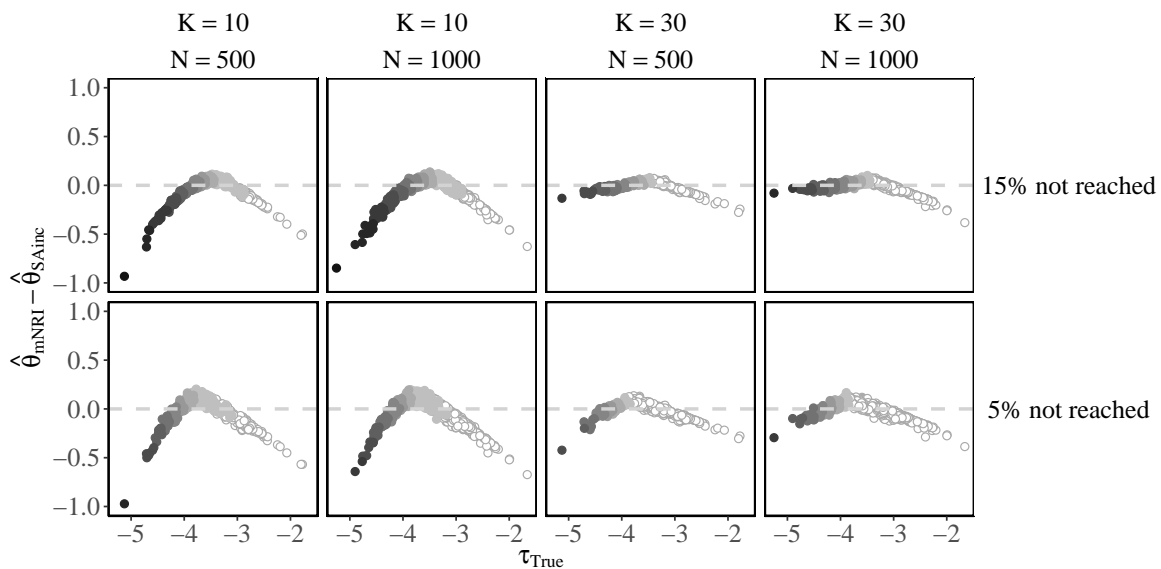 K = 10 K = 10 K = 30 K = 30
N = 500 N = 1000 N = 500 N = 1000
1.0
0.5
0.0
−0.5
−1.0
15% not reached
1.0
0.5
0.0
−0.5
−1.0
5% not reached
θ̂mNRI − θ̂SAinc
−5 −4 −3 −2 −5 −4 −3 −2 −5 −4 −3 −2 −5 −4 −3 −2
τTrue